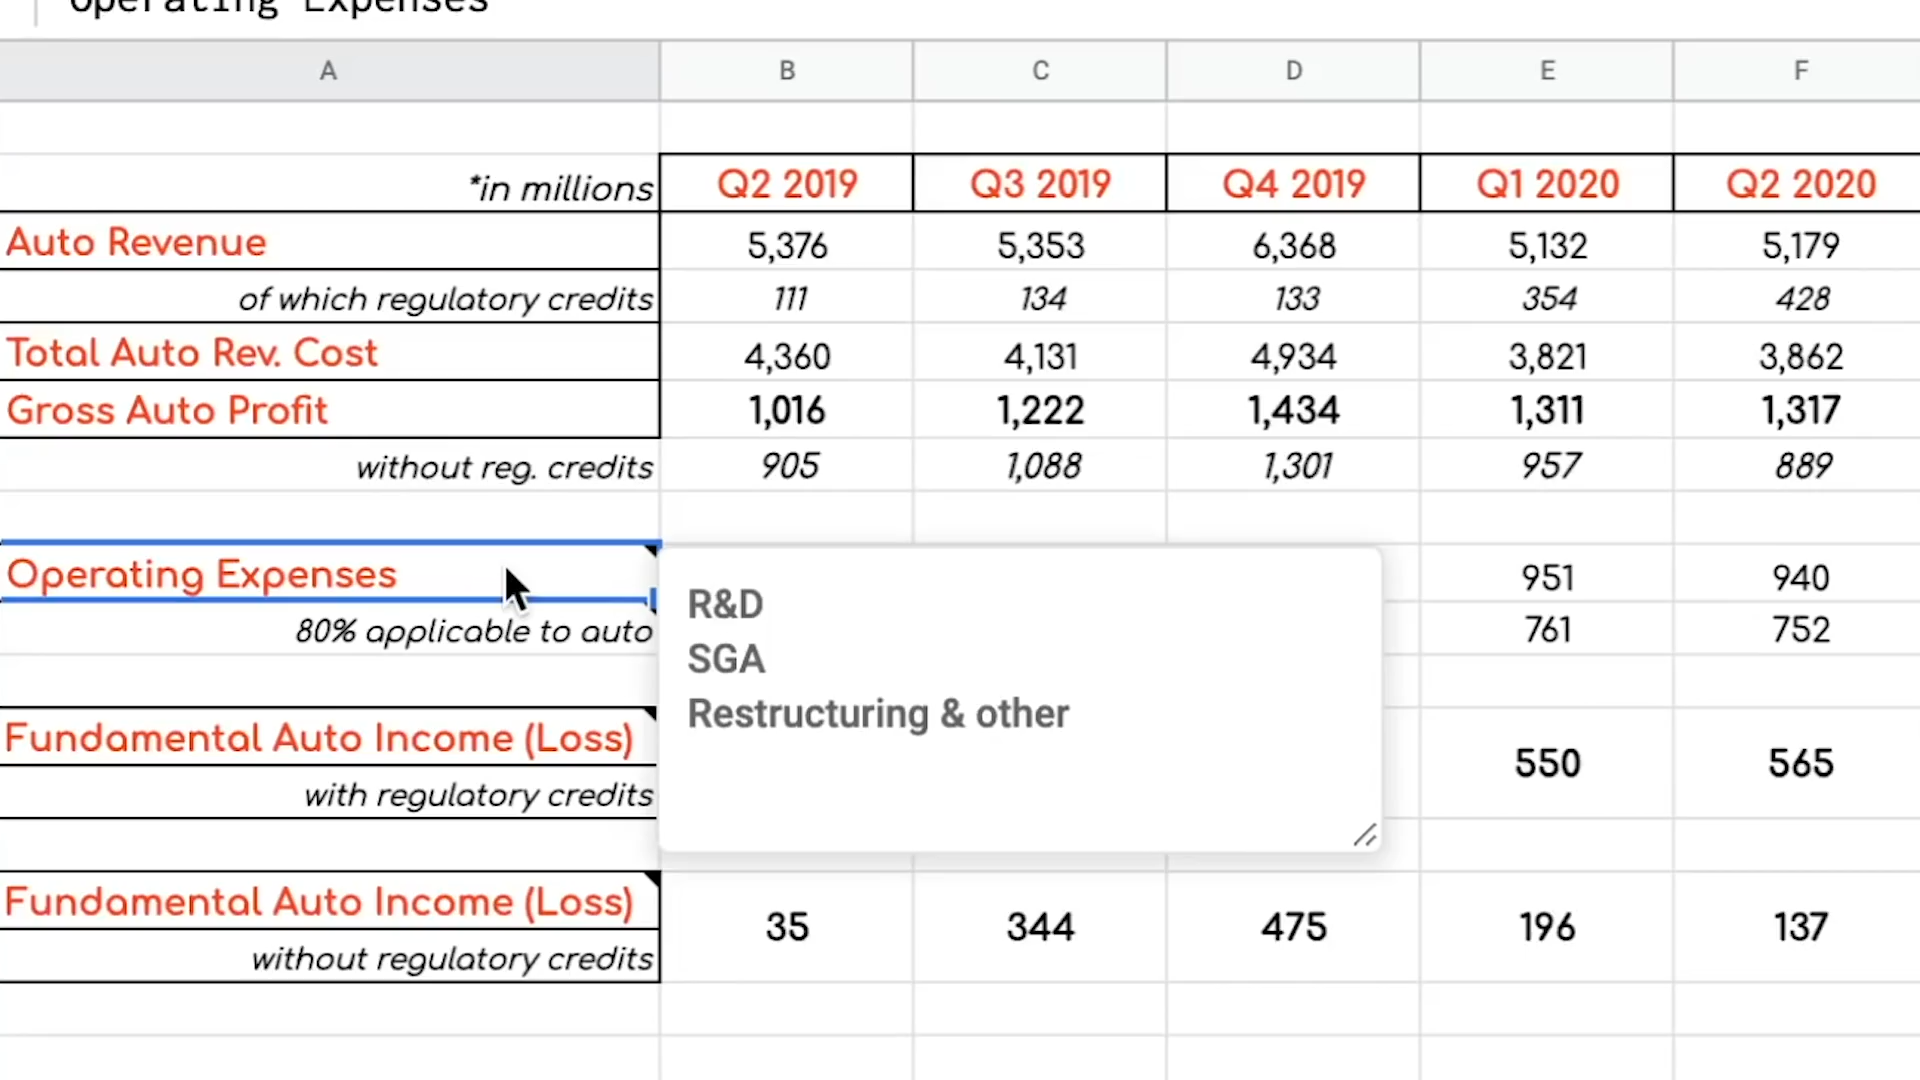 Operating Expenses
A B C D E F
*in millions Q2 2019 Q3 2019 Q4 2019 Q1 2020 Q2 2020
Auto Revenue 5,376 5,353 6,368 5,132 5,179
of which regulatory credits 111 134 133 354 428
Total Auto Rev. Cost 4,360 4,131 4,934 3,821 3,862
Gross Auto Profit 1,016 1,222 1,434 1,311 1,317
without reg. credits 905 1,088 1,301 957 889
Operating Expenses 951 940
R&D
80% applicable to auto 761 752
SGA
Restructuring & other
Fundamental Auto Income (Loss) 550 565
with regulatory credits
Fundamental Auto Income (Loss) 35 344 475 196 137
without regulatory credits